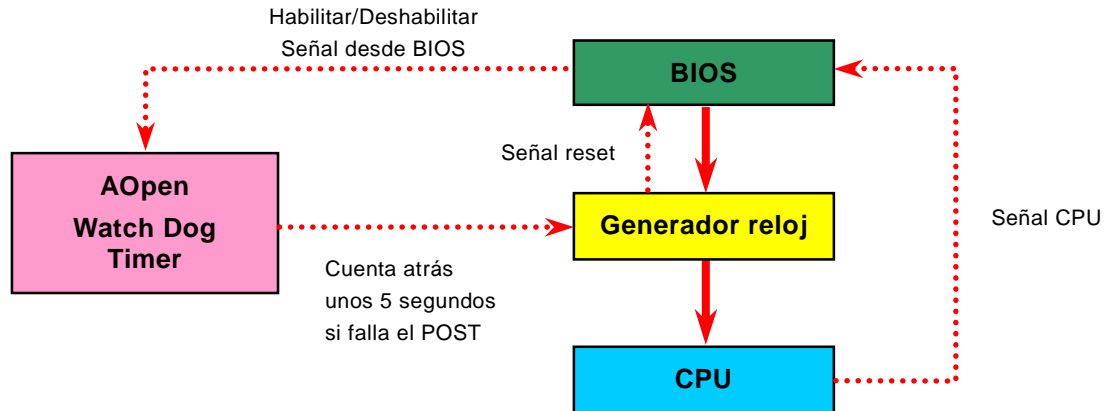 Habilitar/Deshabilitar
Señal desde BIOS
BIOS
Señal reset
AOpen
Watch Dog
Timer
Generador reloj
Señal CPU
Cuenta atrás
unos 5 segundos
si falla el POST
CPU